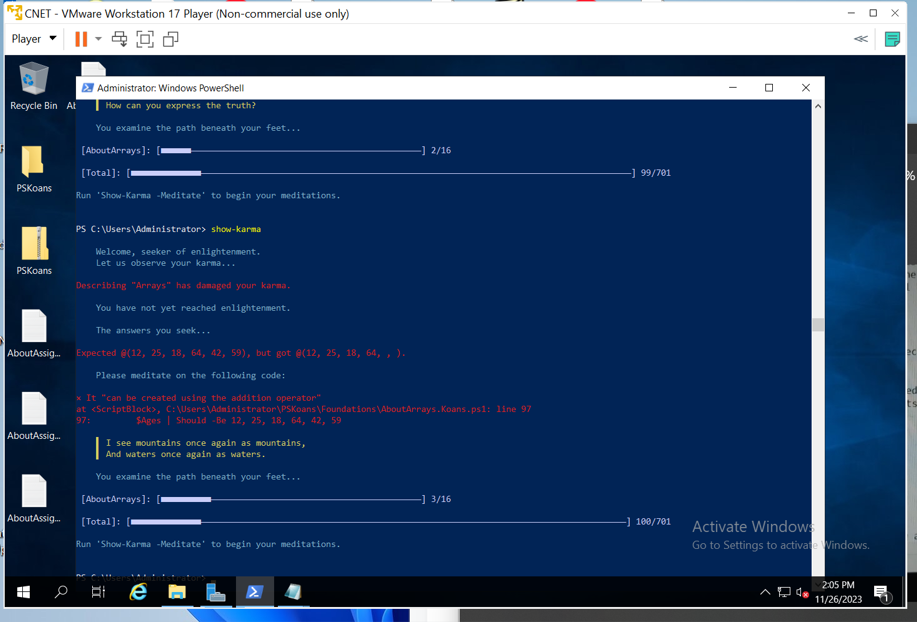 CNET - VMware Workstation 17 Player (Non-commercial use only)
Player
Recycle Bin
Ab
Administrator: Windows PowerShell
How can you express the truth?
You examine the path beneath your feet...
[AboutArrays]: [ ] 2/16
[Total]: [ ] 99/701
Run 'Show-Karma -Meditate' to begin your meditations.
PS C:\Users\Administrator> show-karma
Welcome, seeker of enlightenment.
Let us observe your karma...
Describing "Arrays" has damaged your karma.
You have not yet reached enlightenment.
The answers you seek...
Expected @(12, 25, 18, 64, 42, 59), but got @(12, 25, 18, 64, , ).
Please meditate on the following code:
× It "can be created using the addition operator"
at <ScriptBlock>, C:\Users\Administrator\PSKoans\Foundations\AboutArrays.Koans.ps1: line 97
97: $Ages | Should -Be 12, 25, 18, 64, 42, 59
I see mountains once again as mountains,
And waters once again as waters.
You examine the path beneath your feet...
[AboutArrays]: [ ] 3/16
[Total]: [ ] 100/701
Run 'Show-Karma -Meditate' to begin your meditations.
PS C:\Users\Administrator>
PSKoans
PSKoans
AboutAssig...
AboutAssig...
AboutAssig...
Activate Windows
Go to Settings to activate Windows.
2:05 PM
11/26/2023
1